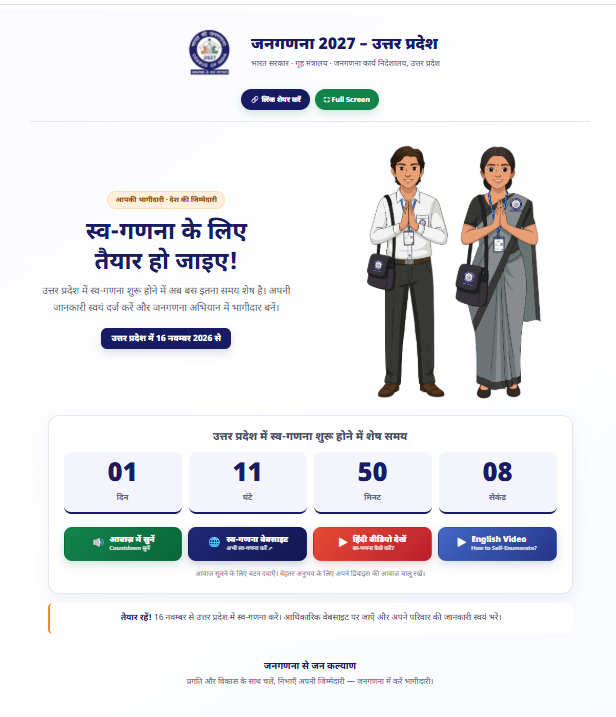 जनगणना 2027 – उत्तर प्रदेश
भारत सरकार · गृह मंत्रालय · जनगणना कार्य निदेशालय, उत्तर प्रदेश
लिंक शेयर करें
Full Screen
आपकी भागीदारी · देश की जिम्मेदारी
स्व-गणना के लिए
तैयार हो जाइए!
उत्तर प्रदेश में स्व-गणना शुरू होने में अब बस इतना समय शेष है। अपनी
जानकारी स्वयं दर्ज करें और जनगणना अभियान में भागीदार बनें।
उत्तर प्रदेश में 16 नवम्बर 2026 से
उत्तर प्रदेश में स्व-गणना शुरू होने में शेष समय
01 11 50 08
दिन घंटे मिनट सेकंड
आवाज़ में सुनें स्व-गणना वेबसाइट हिंदी वीडियो देखें English Video
Countdown सुनें अभी स्व-गणना करें ↗ स्व-गणना कैसे करें? How to Self-Enumerate?
आवाज़ सुनने के लिए बटन दबाएँ। बेहतर अनुभव के लिए अपने डिवाइस की आवाज चालू रखें।
तैयार रहें! 16 नवम्बर से उत्तर प्रदेश में स्व-गणना करें। आधिकारिक वेबसाइट पर जाएँ और अपने परिवार की जानकारी स्वयं भरें।
जनगणना से जन कल्याण
प्रगति और विकास के साथ चलें, निभाएँ अपनी जिम्मेदारी — जनगणना में करें भागीदारी।